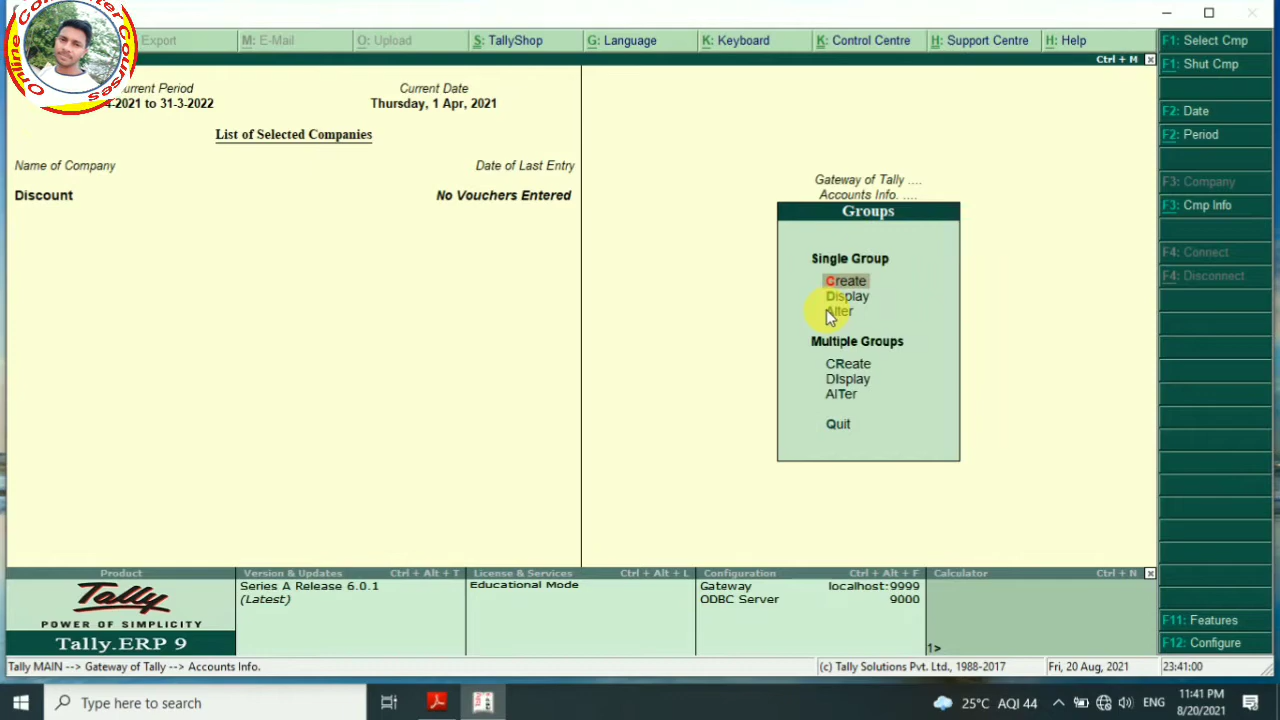 Online Computer Courses
Export
M: E-Mail
O: Upload
S: TallyShop
G: Language
K: Keyboard
K: Control Centre
H: Support Centre
H: Help
F1: Select Cmp
Ctrl + M
F1: Shut Cmp
urrent Period
Current Date
-2021 to 31-3-2022
Thursday, 1 Apr, 2021
F2: Date
List of Selected Companies
F2: Period
Name of Company
Date of Last Entry
Gateway of Tally ....
F3: Company
Discount
No Vouchers Entered
Accounts Info. ....
F3: Cmp Info
Groups
Single Group
F4: Connect
Create
F4: Disconnect
Display
Alter
Multiple Groups
CReate
DIsplay
AlTer
Quit
Product
Version & Updates
Ctrl + Alt + T
License & Services
Ctrl + Alt + L
Configuration
Ctrl + Alt + F
Calculator
Ctrl + N
Tally
POWER OF SIMPLICITY
Tally.ERP 9
Series A Release 6.0.1
(Latest)
Educational Mode
Gateway
localhost:9999
ODBC Server
9000
1>
F11: Features
F12: Configure
Tally MAIN --> Gateway of Tally --> Accounts Info.
(c) Tally Solutions Pvt. Ltd., 1988-2017
Fri, 20 Aug, 2021
23:41:00
Type here to search
25°C AQI 44
ENG
11:41 PM
8/20/2021